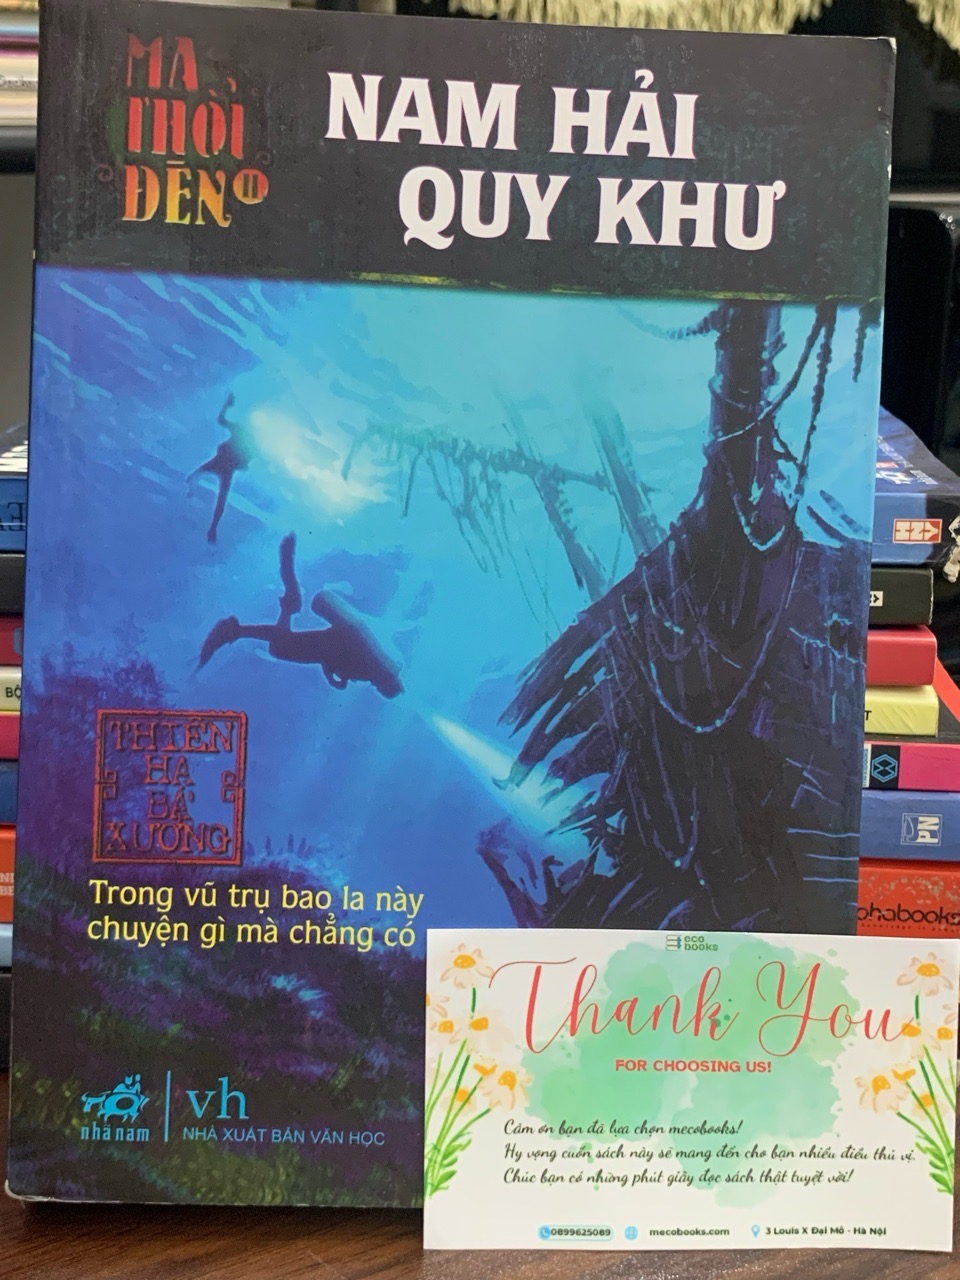 MA
THỔI
ĐÈN II
NAM HẢI
QUY KHƯ
THIÊN
HẠ
BÁ
XƯỚNG
Trong vũ trụ bao la này
chuyện gì mà chẳng có
nhã nam
vh
NHÀ XUẤT BẢN VĂN HỌC
eco
books
Thank You
FOR CHOOSING US!
Cảm ơn bạn đã lựa chọn mecobooks!
Hy vọng cuốn sách này sẽ mang đến cho bạn nhiều điều thú vị.
Chúc bạn có những phút giây đọc sách thật tuyệt vời!
0899625089
mecobooks.com
3 Louis X Đại Mỗ - Hà Nội
BỘ
PN
phabooks